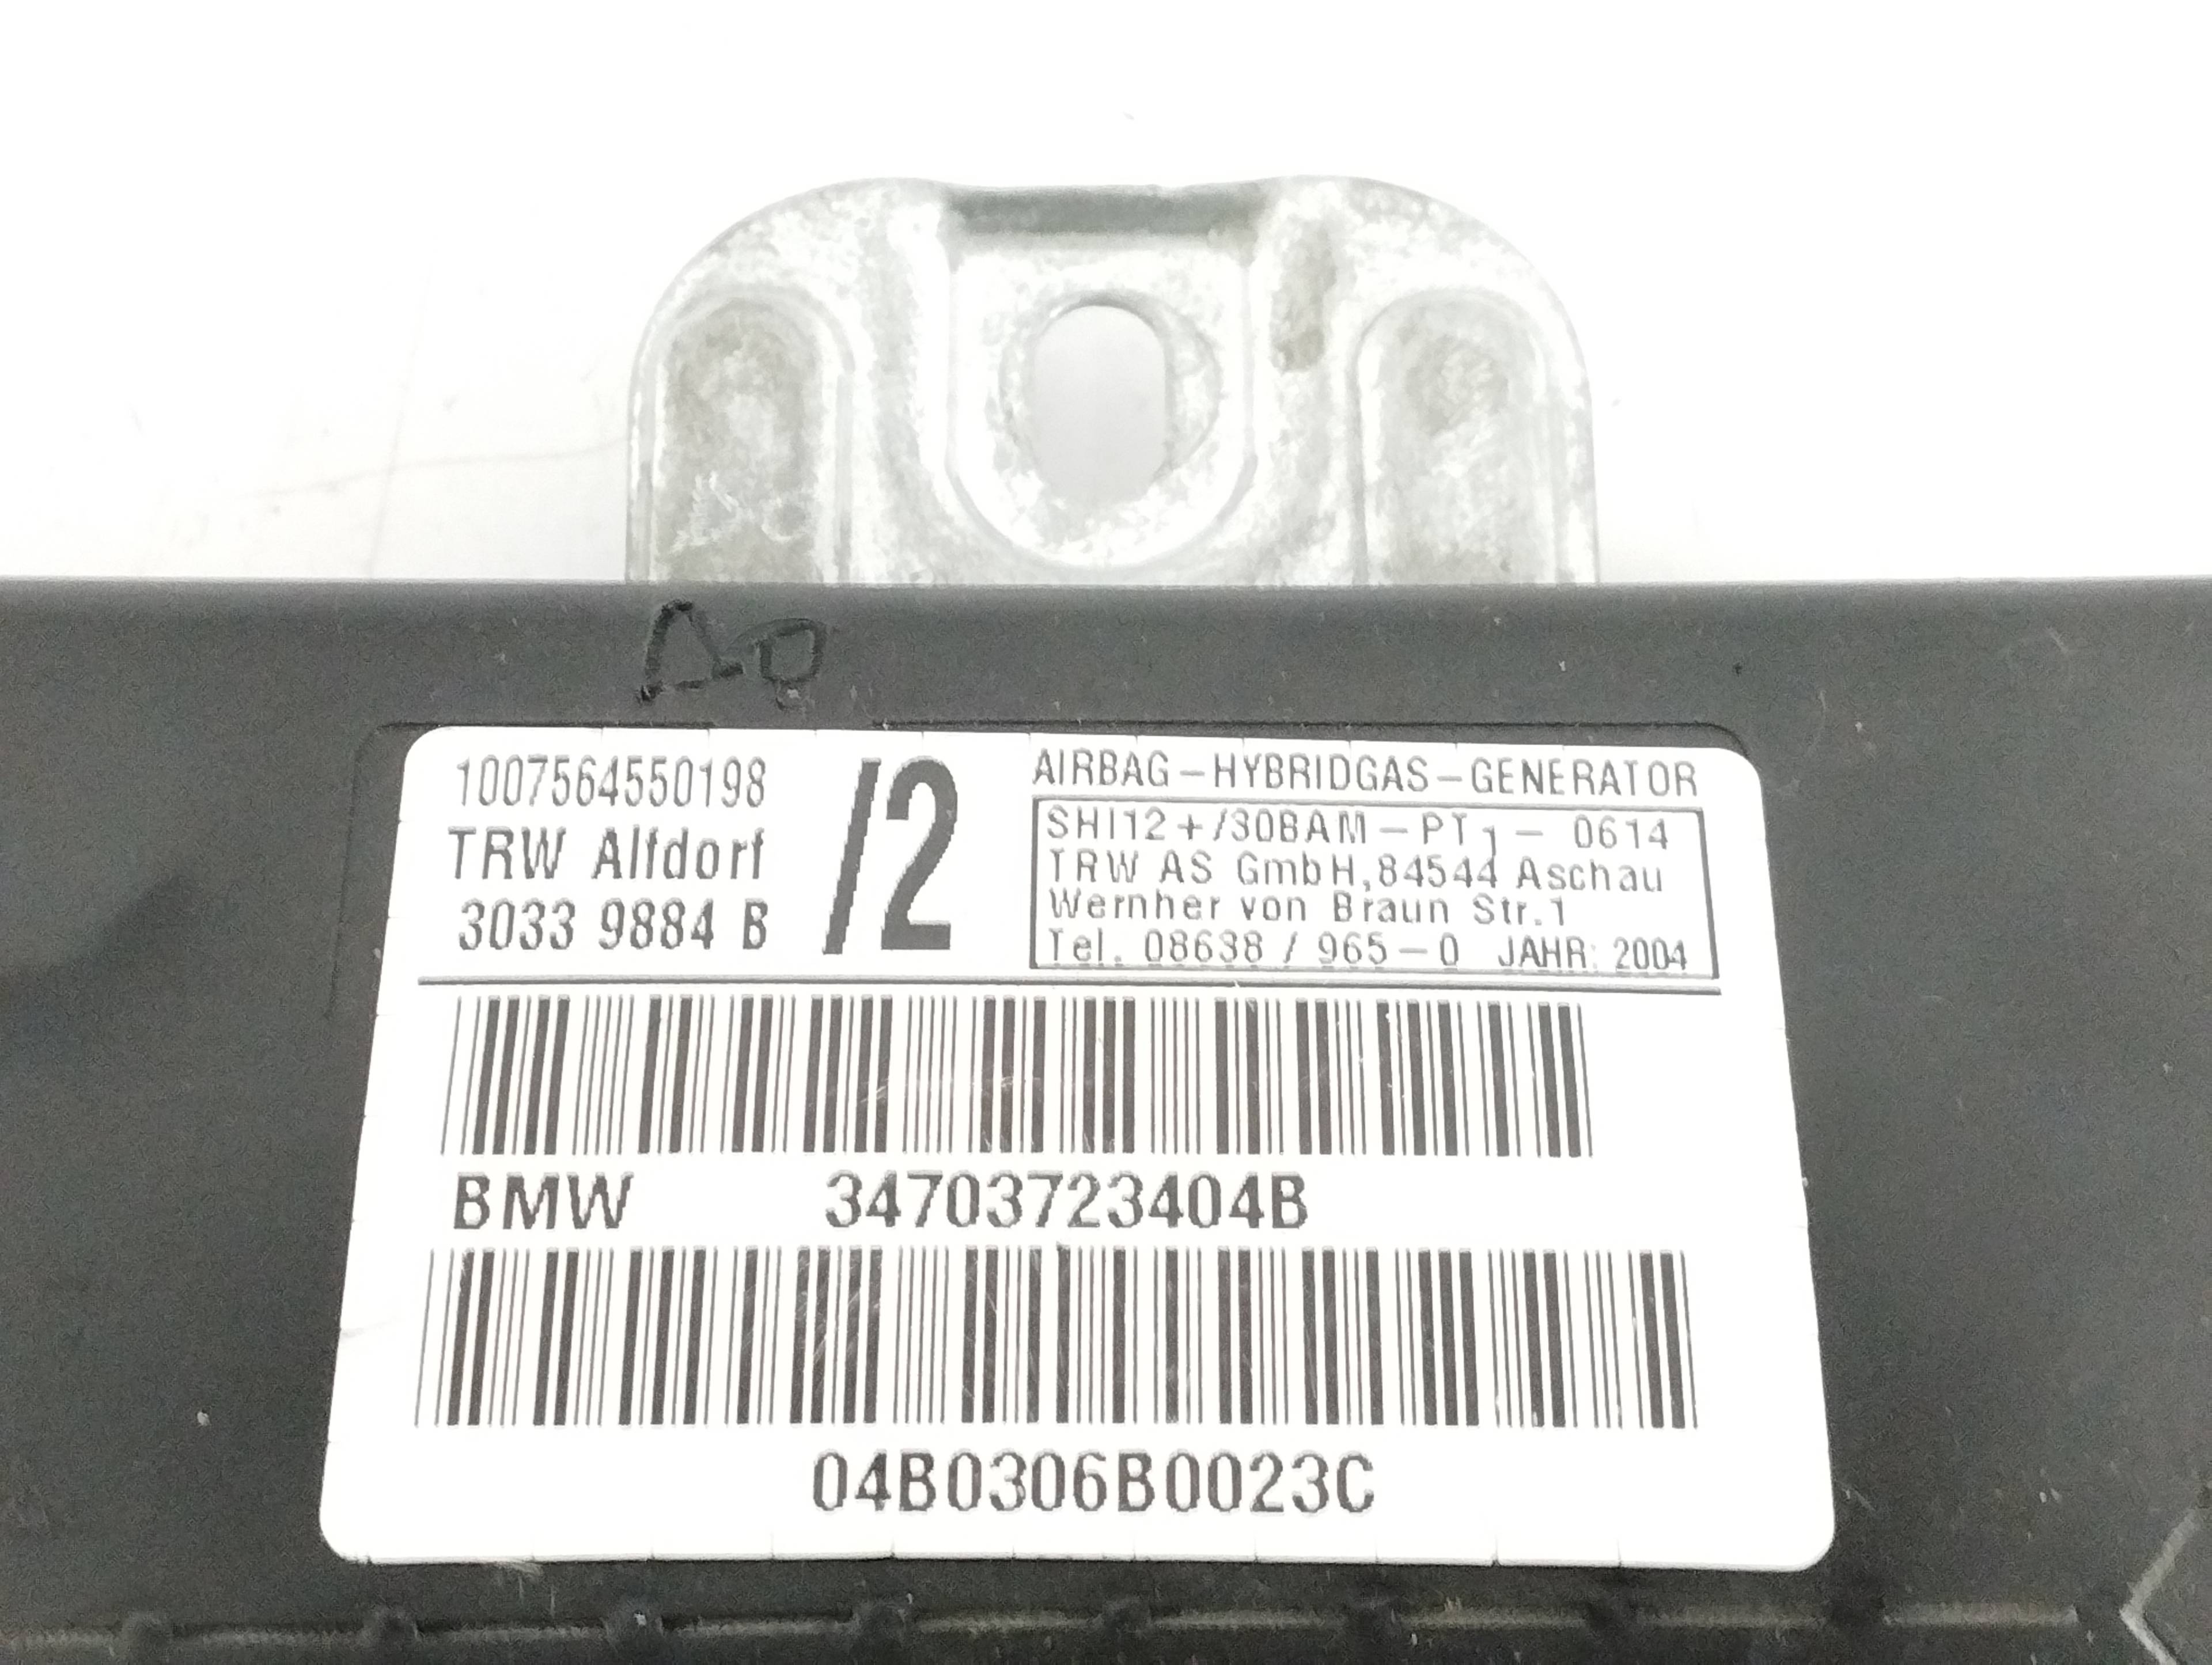 1007564550198
TRW Alfdorf
3033 9884 B
/2
AIRBAG-HYBRIDGAS-GENERATOR
SHI12+/30BAM-PT1-0614
TRW AS GmbH,84544 Aschau
Wernher von Braun Str.1
Tel. 08638 / 965-0 JAHR: 2004
BMW 34703723404B
04B0306B0023C